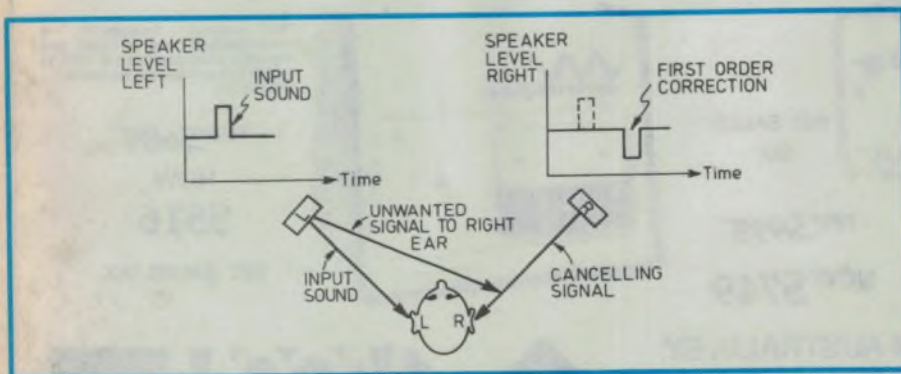 SPEAKER
LEVEL
LEFT
INPUT
SOUND
Time
SPEAKER
LEVEL
RIGHT
FIRST ORDER
CORRECTION
Time
UNWANTED
SIGNAL TO RIGHT
EAR
INPUT
SOUND
CANCELLING
SIGNAL
L
R